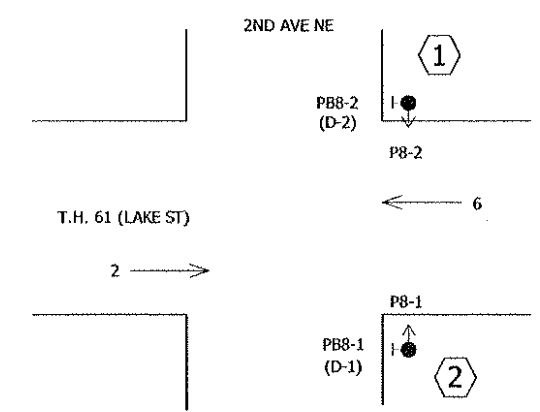 2ND AVE NE
1
PB8-2
(D-2)
P8-2
6
T.H. 61 (LAKE ST)
2
P8-1
PB8-1
(D-1)
2